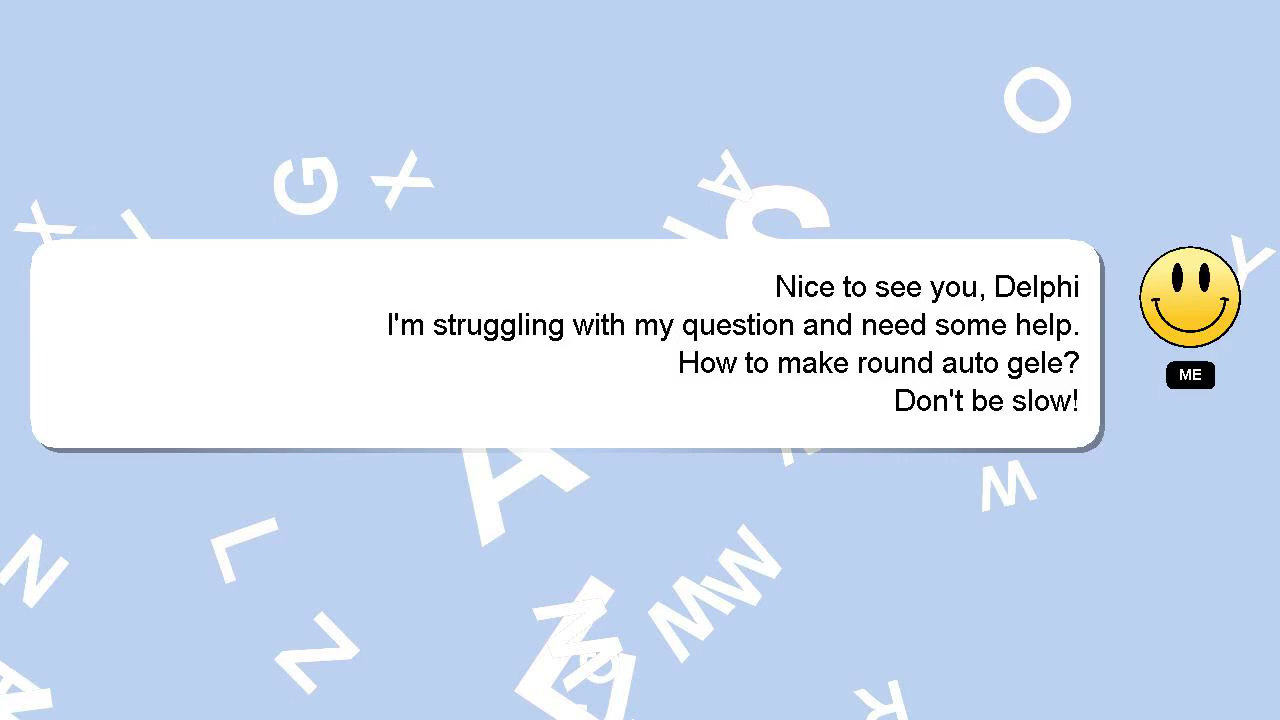 Nice to see you, Delphi
I'm struggling with my question and need some help.
How to make round auto gele?
Don't be slow!
ME
O
G
X
A
X
Y
A
W
L
N
W
W
Z
R